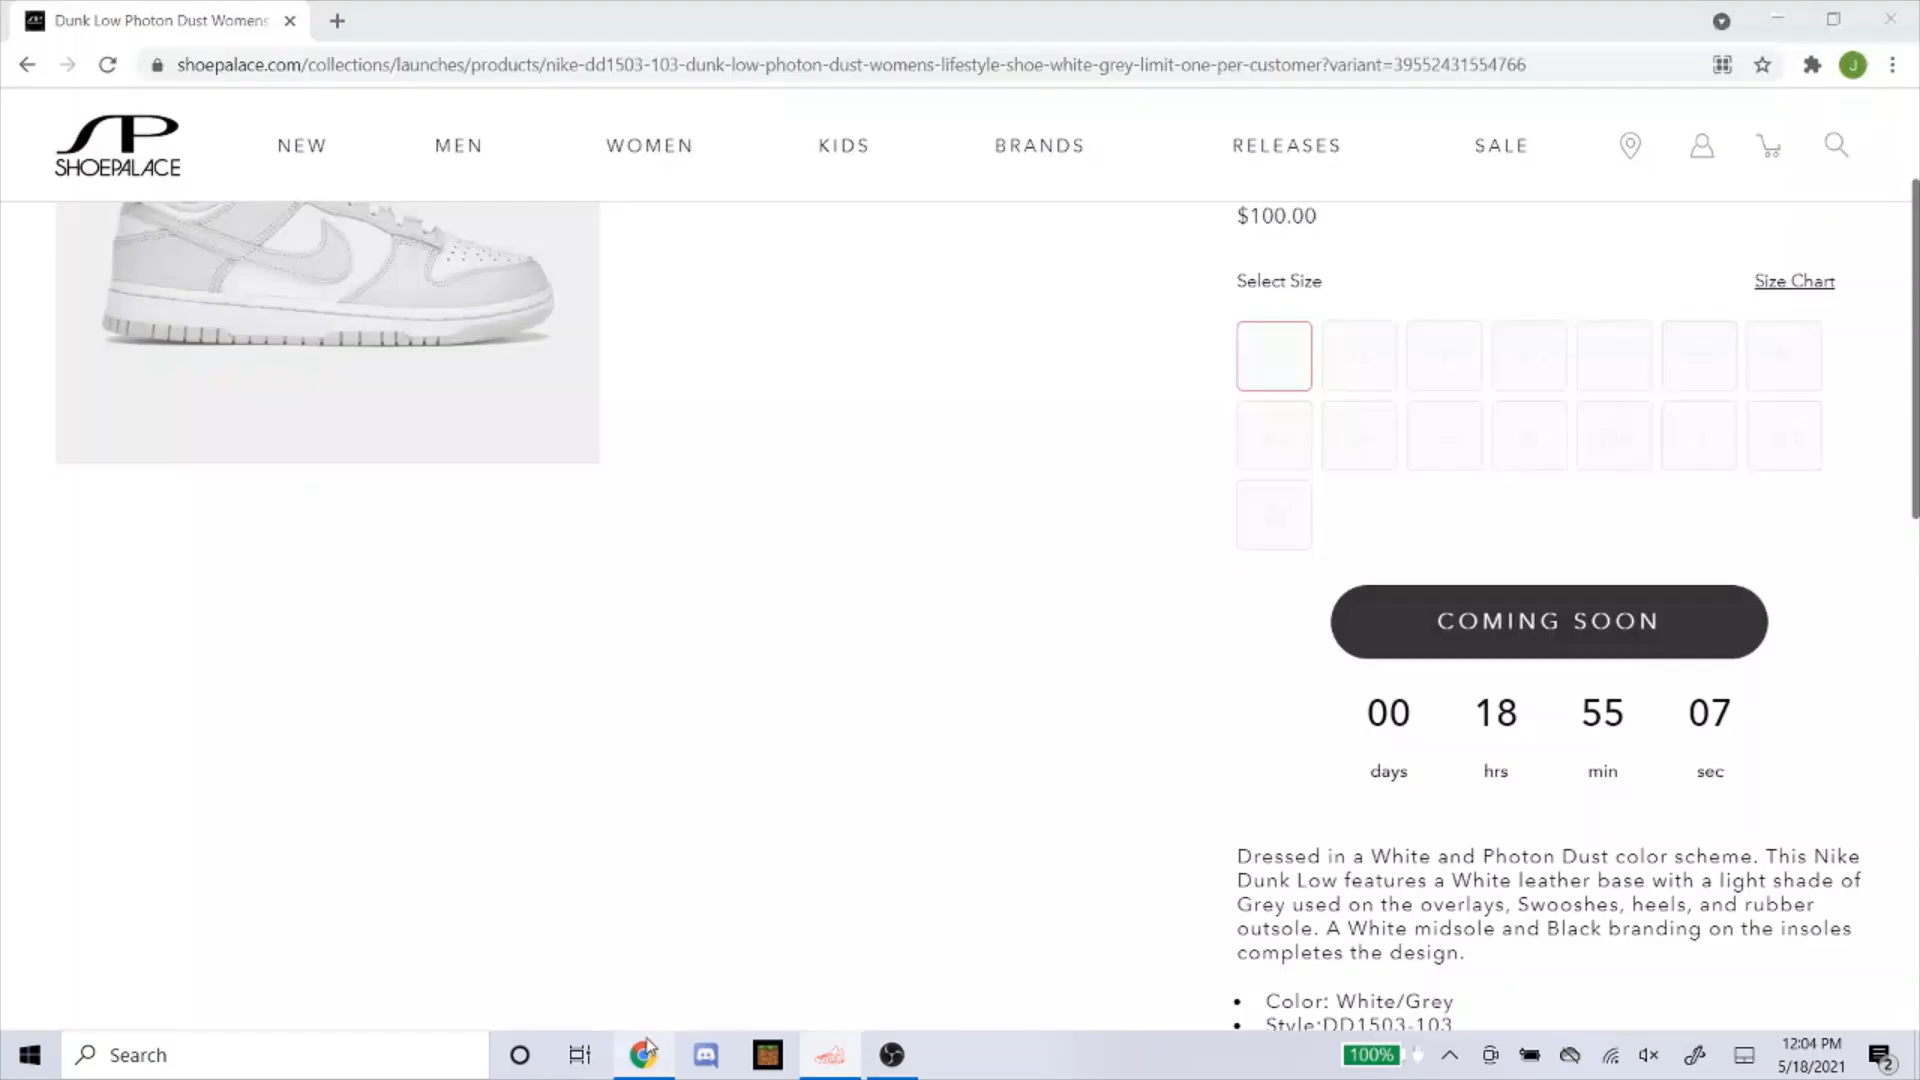 Dunk Low Photon Dust Womens
shoepalace.com/collections/launches/products/nike-dd1503-103-dunk-low-photon-dust-womens-lifestyle-shoe-white-grey-limit-one-per-customer?variant=39552431554766
J
SP
SHOEPALACE
NEW MEN WOMEN KIDS BRANDS RELEASES SALE
$100.00
Select Size Size Chart
COMING SOON
00 18 55 07
days hrs min sec
Dressed in a White and Photon Dust color scheme. This Nike
Dunk Low features a White leather base with a light shade of
Grey used on the overlays, Swooshes, heels, and rubber
outsole. A White midsole and Black branding on the insoles
completes the design.
• Color: White/Grey
• Style:DD1503-103
Search
100%
12:04 PM
5/18/2021
2